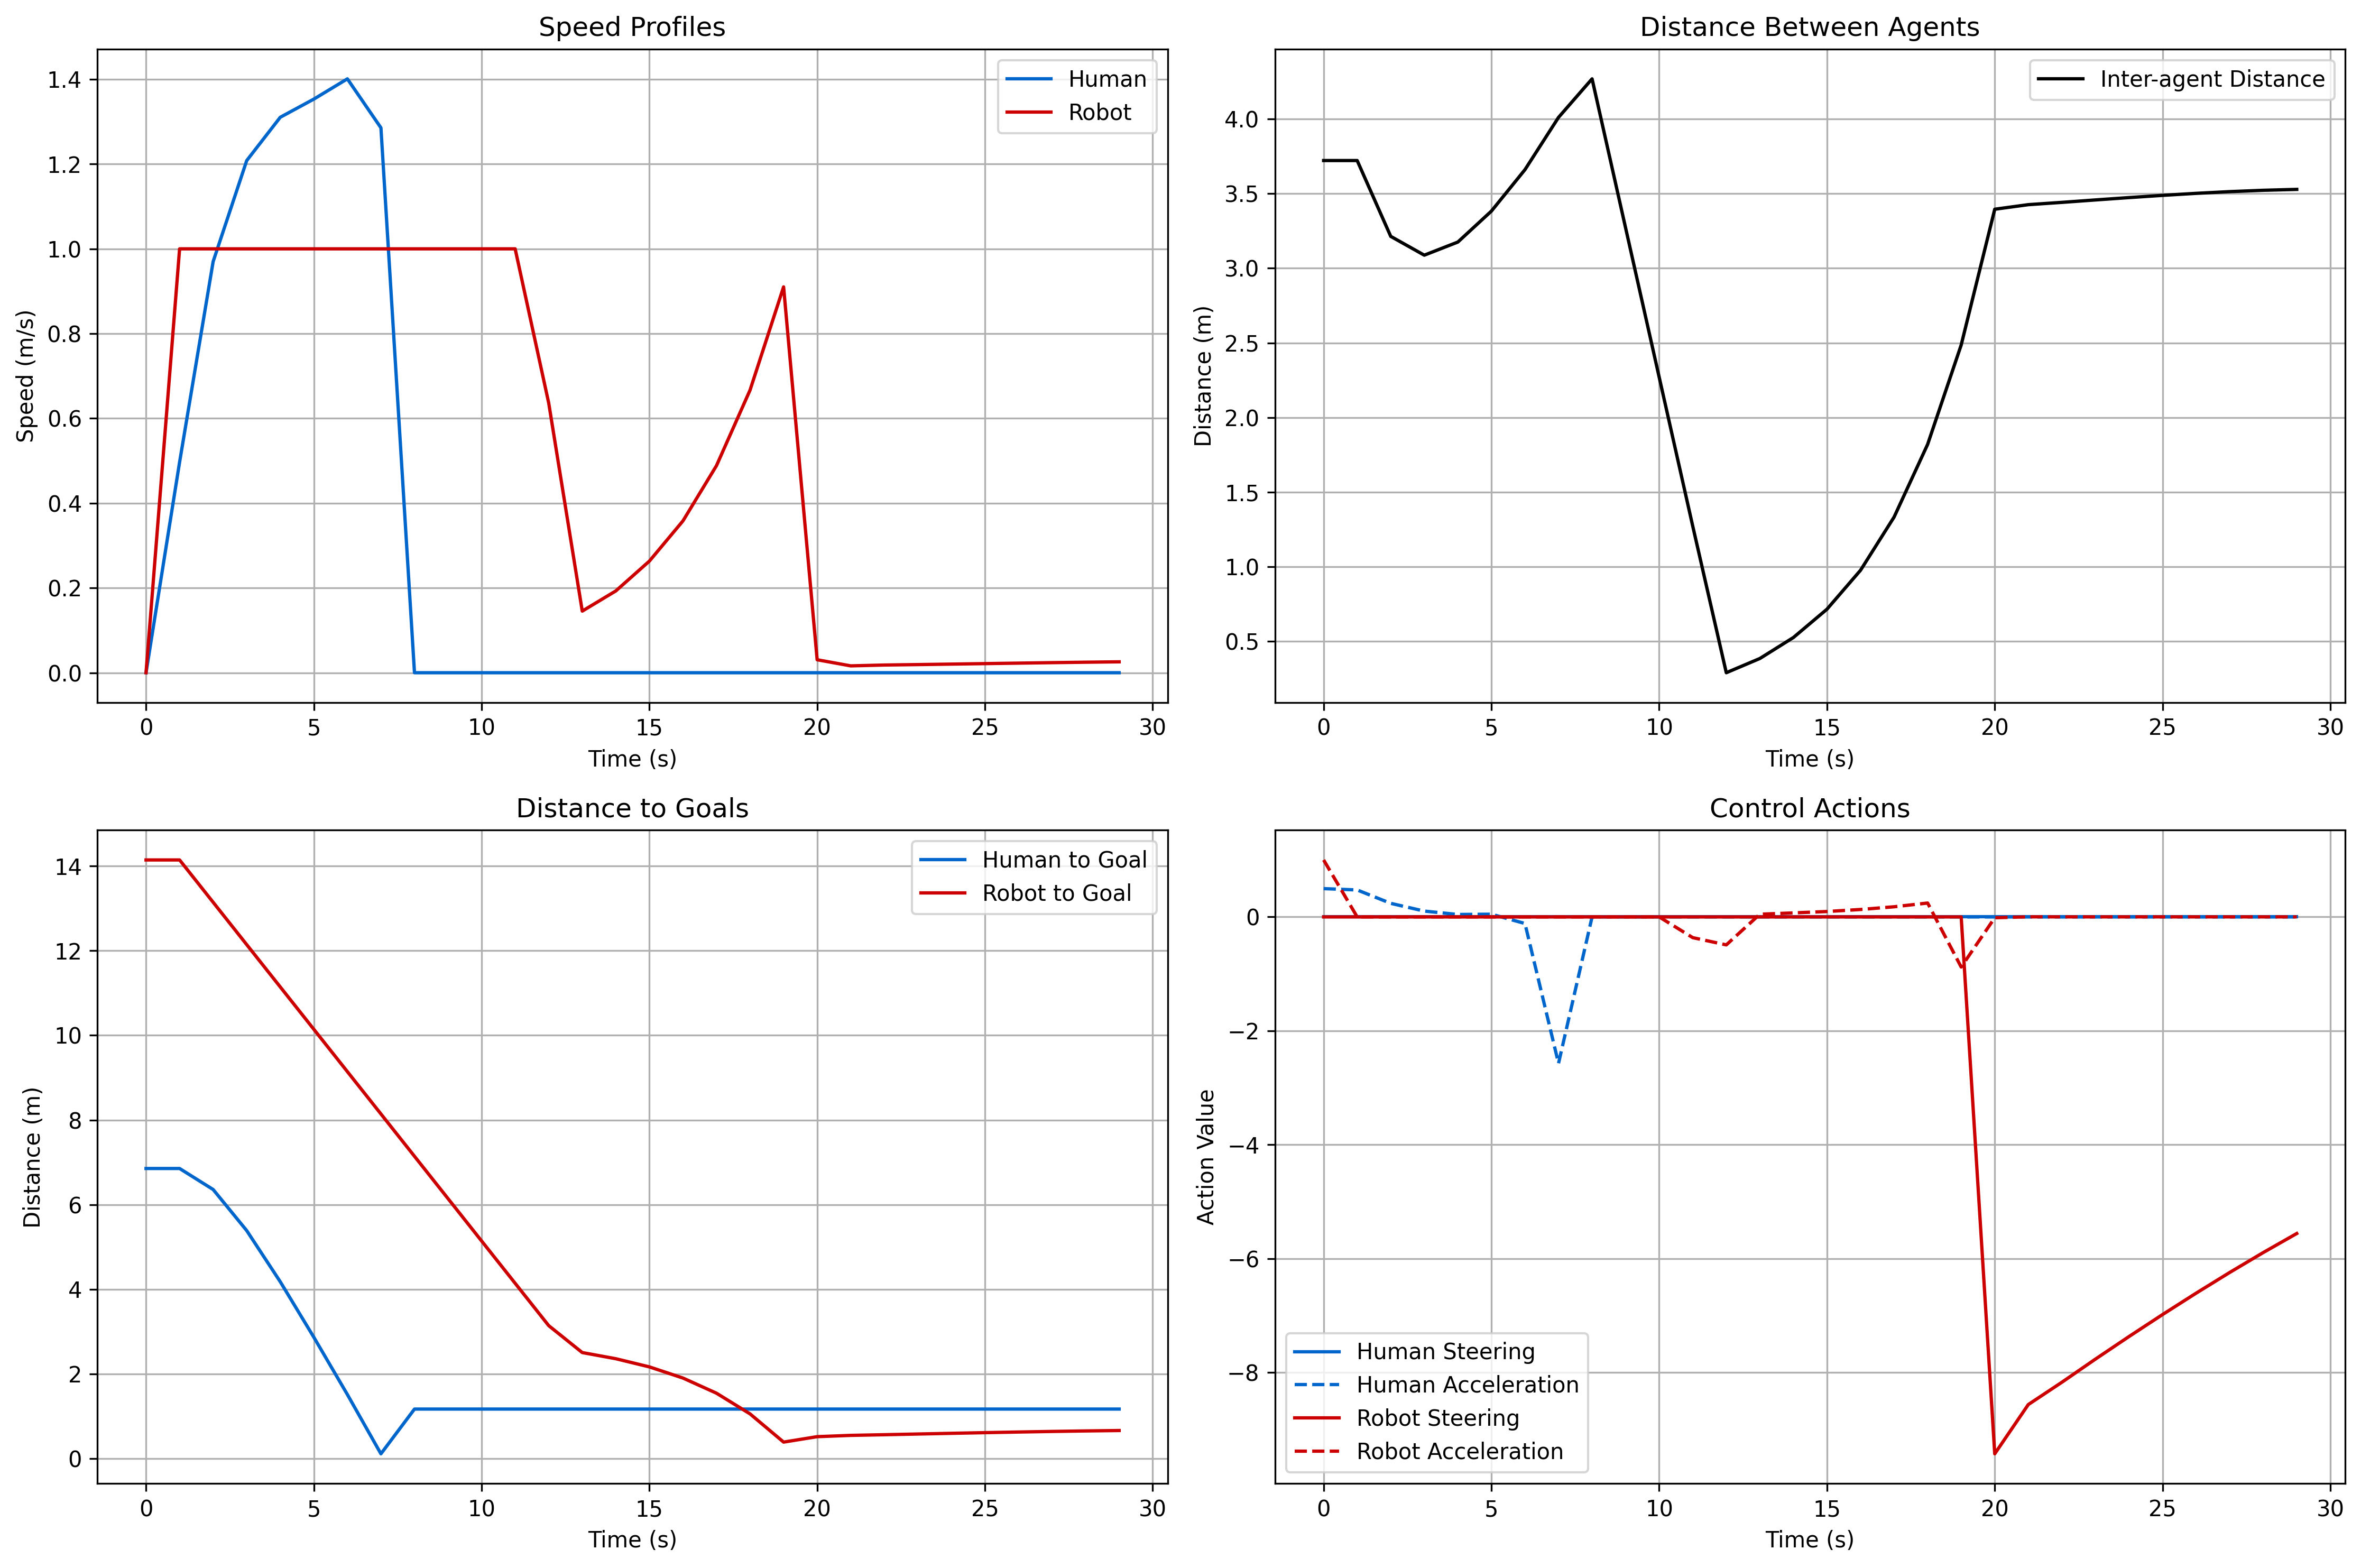 Speed Profiles
Speed (m/s)
1.4
1.2
1.0
0.8
0.6
0.4
0.2
0.0
Human
Robot
0 5 10 15 20 25 30
Time (s)
Distance Between Agents
Distance (m)
4.0
3.5
3.0
2.5
2.0
1.5
1.0
0.5
Inter-agent Distance
0 5 10 15 20 25 30
Time (s)
Distance to Goals
Distance (m)
14
12
10
8
6
4
2
0
Human to Goal
Robot to Goal
0 5 10 15 20 25 30
Time (s)
Control Actions
Action Value
0
−2
−4
−6
−8
Human Steering
Human Acceleration
Robot Steering
Robot Acceleration
0 5 10 15 20 25 30
Time (s)